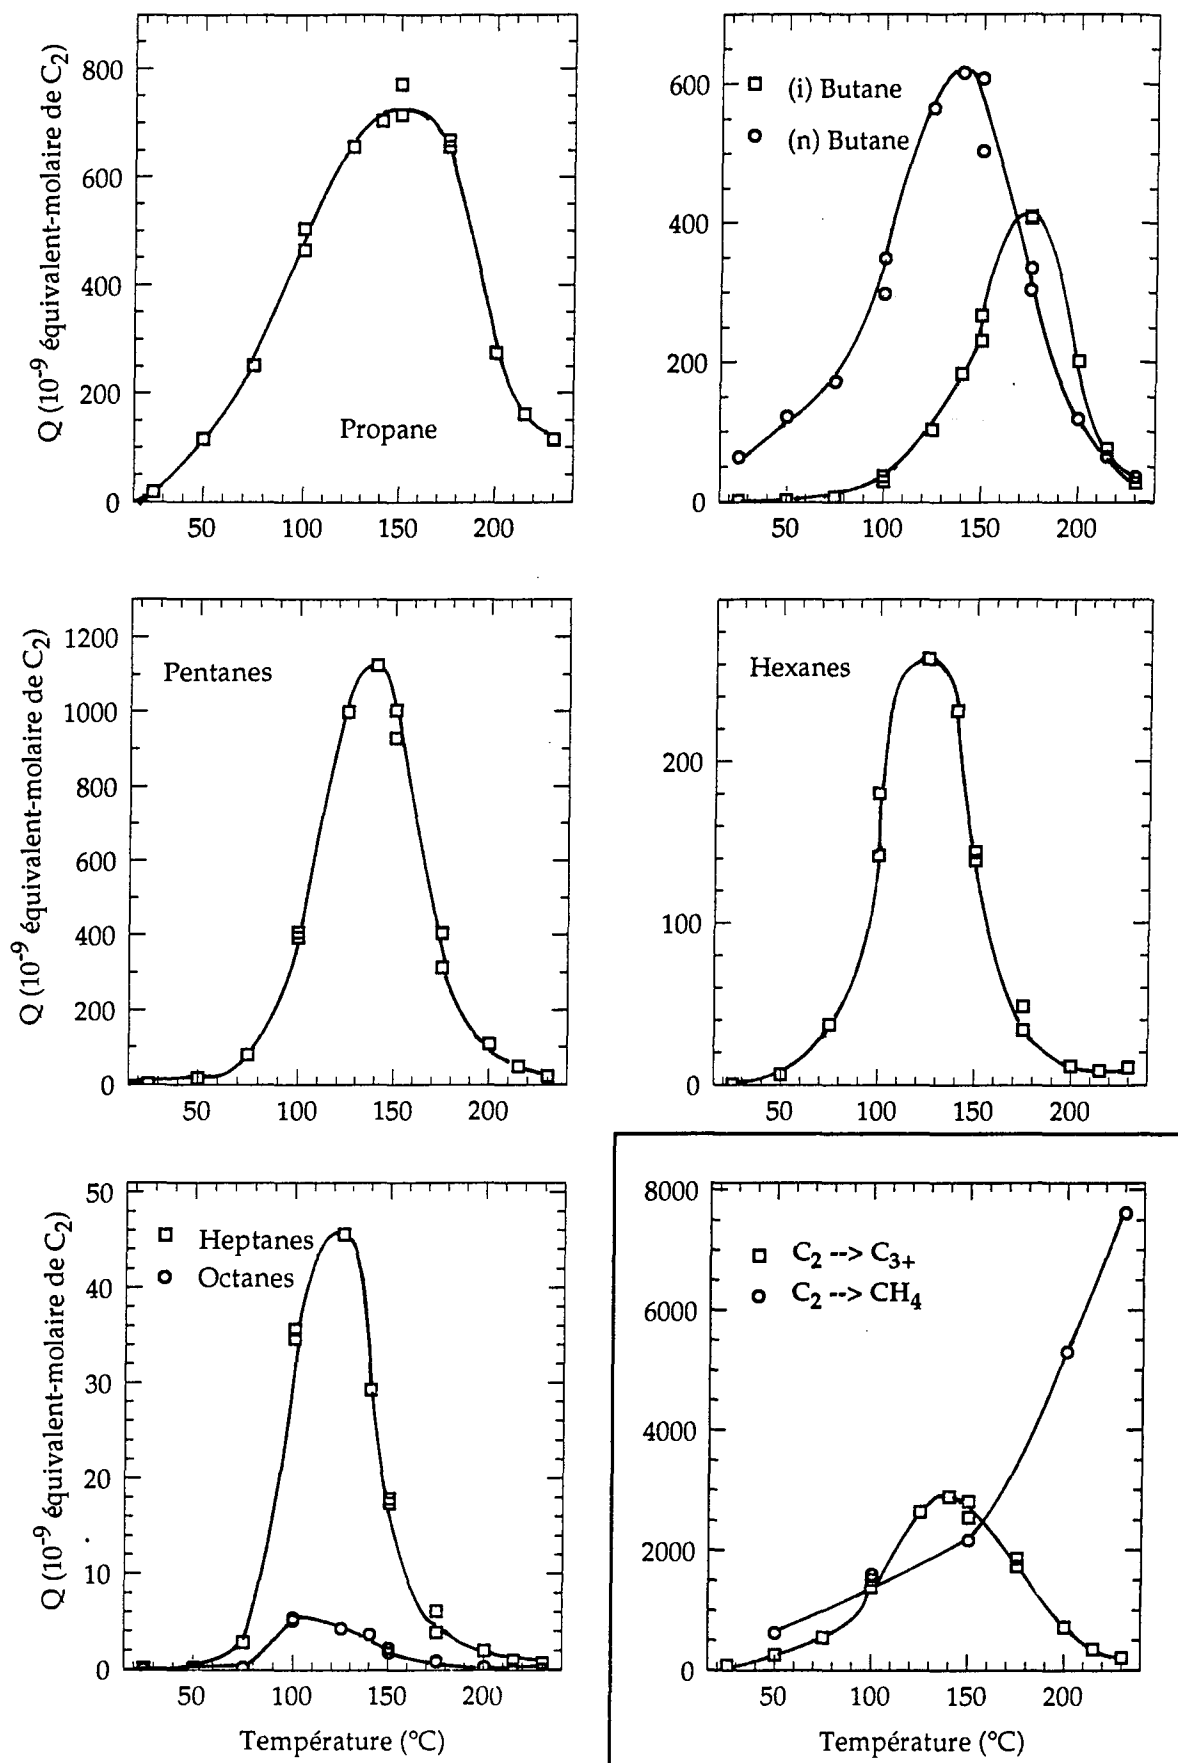 Q (10⁻⁹ équivalent-molaire de C₂)
800
600
400
200
0
50 100 150 200
Propane
600
400
200
0
50 100 150 200
(i) Butane
(n) Butane
Q (10⁻⁹ équivalent-molaire de C₂)
1200
1000
800
600
400
200
0
50 100 150 200
Pentanes
200
100
0
50 100 150 200
Hexanes
Q (10⁻⁹ équivalent-molaire de C₂)
50
40
30
20
10
0
50 100 150 200
Heptanes
Octanes
Température (°C)
8000
6000
4000
2000
0
50 100 150 200
C₂ --> C₃₊
C₂ --> CH₄
Température (°C)